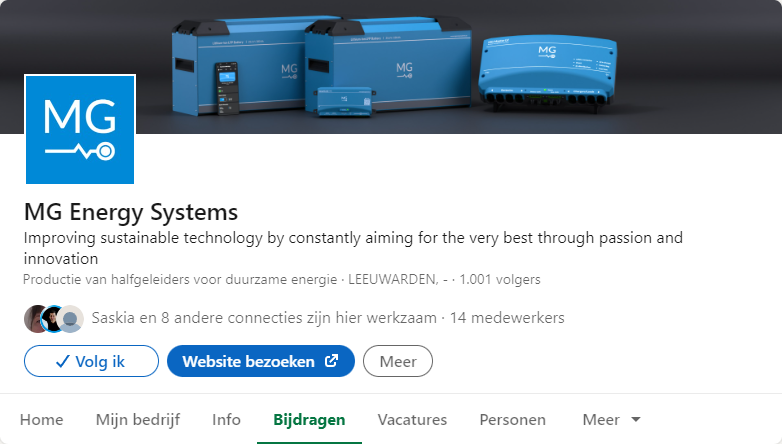 MG
MG
MG
MG Energy Systems
Improving sustainable technology by constantly aiming for the very best through passion and
innovation
Productie van halfgeleiders voor duurzame energie · LEEUWARDEN, - · 1.001 volgers
Saskia en 8 andere connecties zijn hier werkzaam · 14 medewerkers
Volg ik
Website bezoeken
Meer
Home
Mijn bedrijf
Info
Bijdragen
Vacatures
Personen
Meer